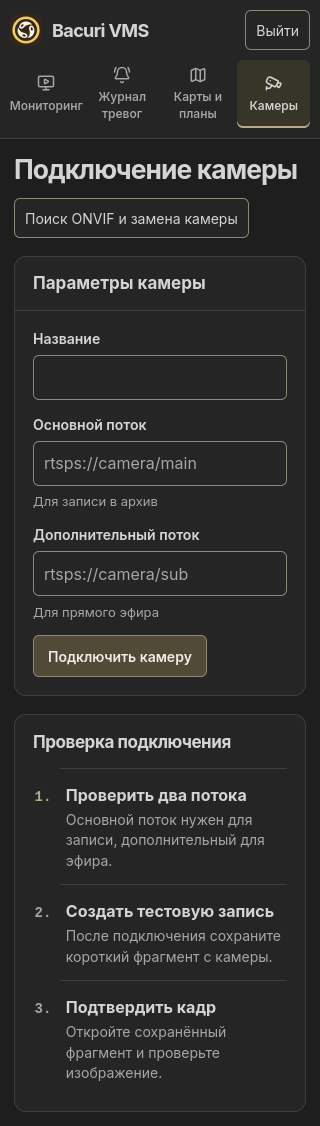 Bacuri VMS
Выйти
Мониторинг
Журнал
тревог
Карты и
планы
Камеры
Подключение камеры
Поиск ONVIF и замена камеры
Параметры камеры
Название
Основной поток
rtsps://camera/main
Для записи в архив
Дополнительный поток
rtsps://camera/sub
Для прямого эфира
Подключить камеру
Проверка подключения
1. Проверить два потока
Основной поток нужен для
записи, дополнительный для
эфира.
2. Создать тестовую запись
После подключения сохраните
короткий фрагмент с камеры.
3. Подтвердить кадр
Откройте сохранённый
фрагмент и проверьте
изображение.